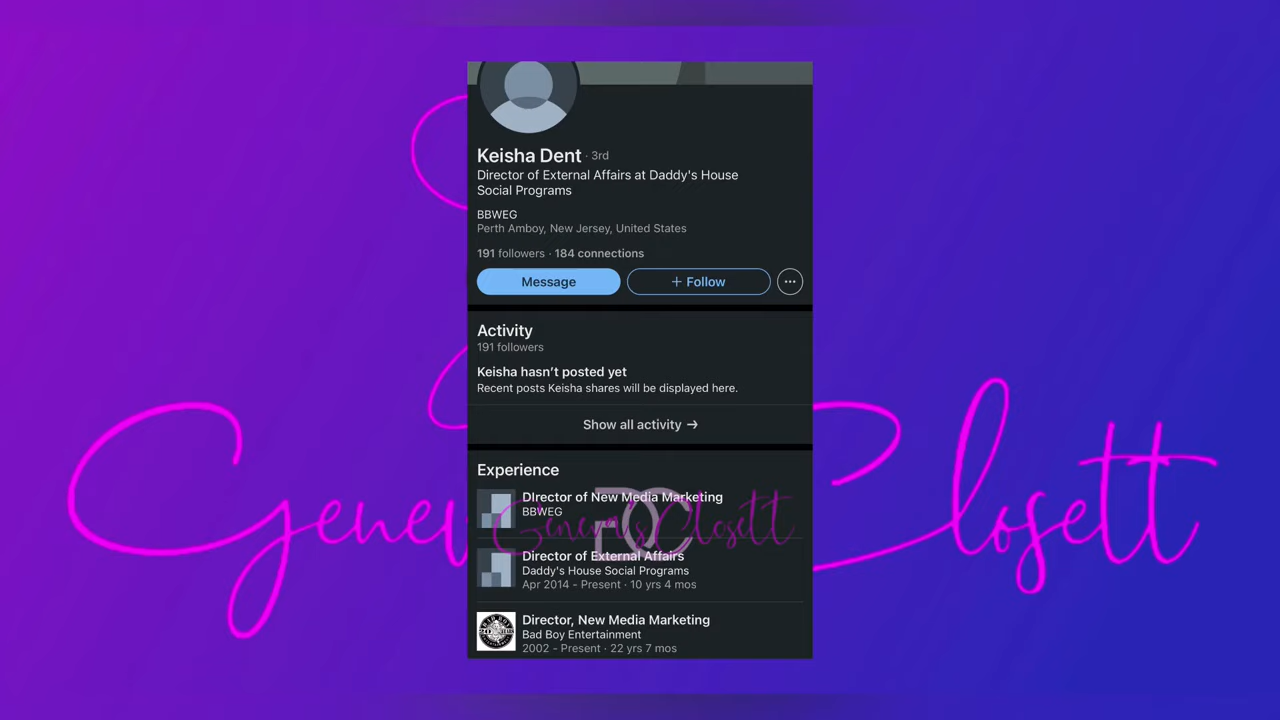 Keisha Dent · 3rd
Director of External Affairs at Daddy's House
Social Programs
BBWEG
Perth Amboy, New Jersey, United States
191 followers · 184 connections
Message
+ Follow
Activity
191 followers
Keisha hasn't posted yet
Recent posts Keisha shares will be displayed here.
Show all activity →
Experience
Director of New Media Marketing
BBWEG
Geneva's Closett
Director of External Affairs
Daddy's House Social Programs
Apr 2014 - Present · 10 yrs 4 mos
Director, New Media Marketing
Bad Boy Entertainment
2002 - Present · 22 yrs 7 mos
Closett